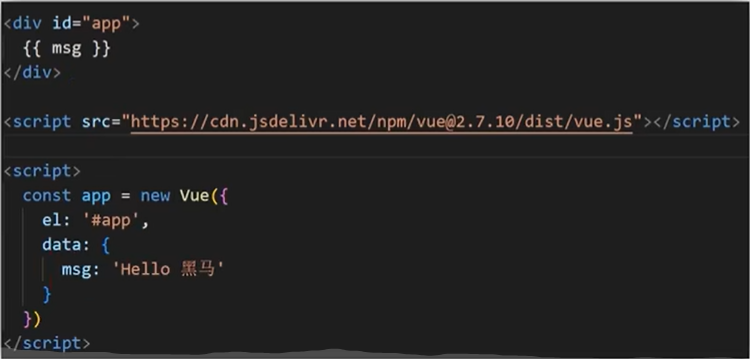 <div id="app">
  {{ msg }}
</div>
<script src="https://cdn.jsdelivr.net/npm/vue@2.7.10/dist/vue.js"></script>
<script>
  const app = new Vue({
    el: '#app',
    data: {
      msg: 'Hello 黑马'
    }
  })
</script>